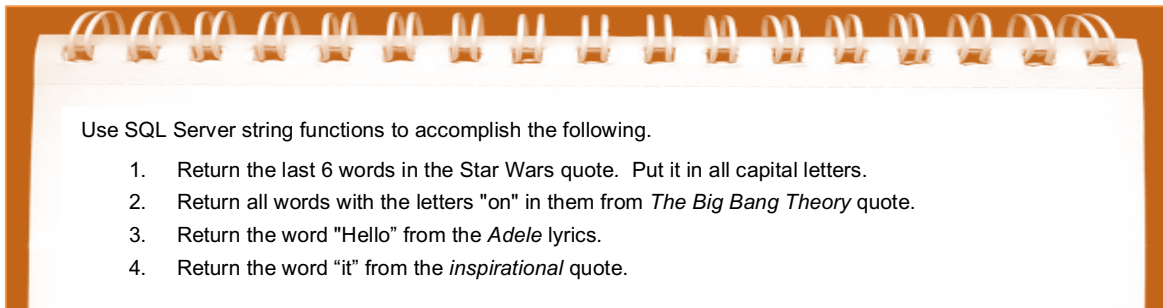 Use SQL Server string functions to accomplish the following.
1. Return the last 6 words in the Star Wars quote. Put it in all capital letters.
2. Return all words with the letters "on" in them from The Big Bang Theory quote.
3. Return the word "Hello” from the Adele lyrics.
4. Return the word “it” from the inspirational quote.